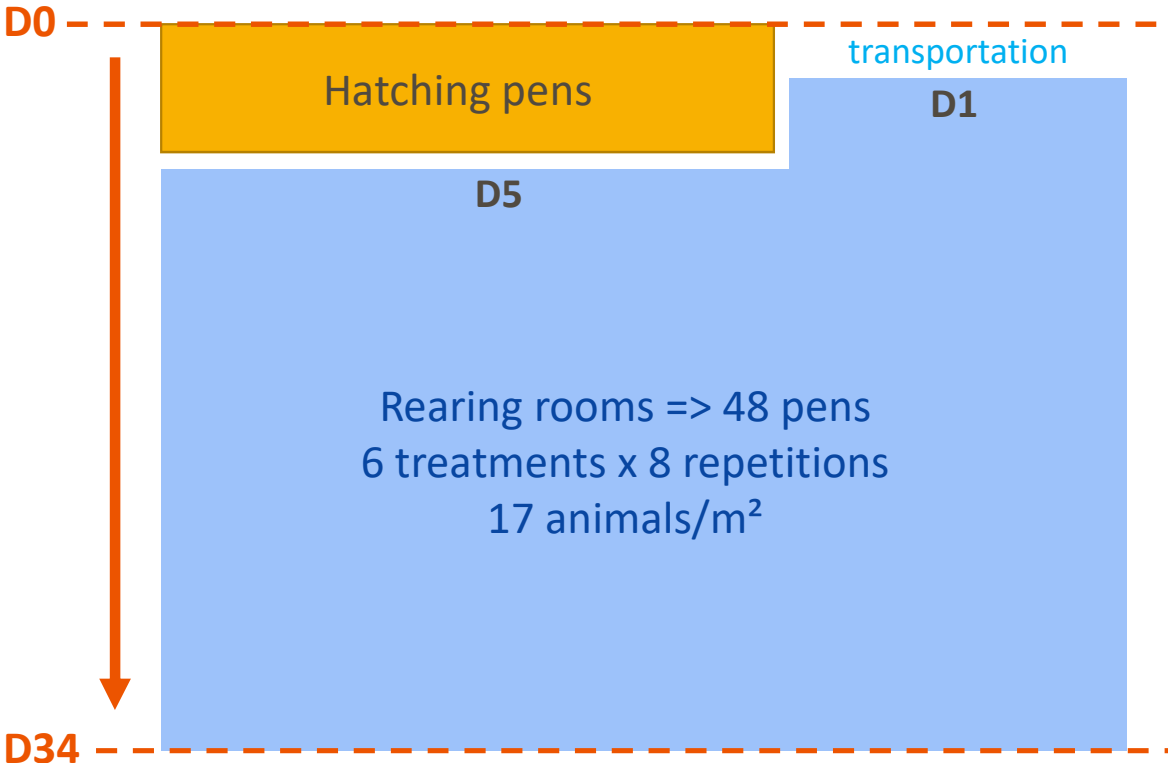 D0
transportation
Hatching pens
D1
D5
Rearing rooms => 48 pens
6 treatments x 8 repetitions
17 animals/m²
D34